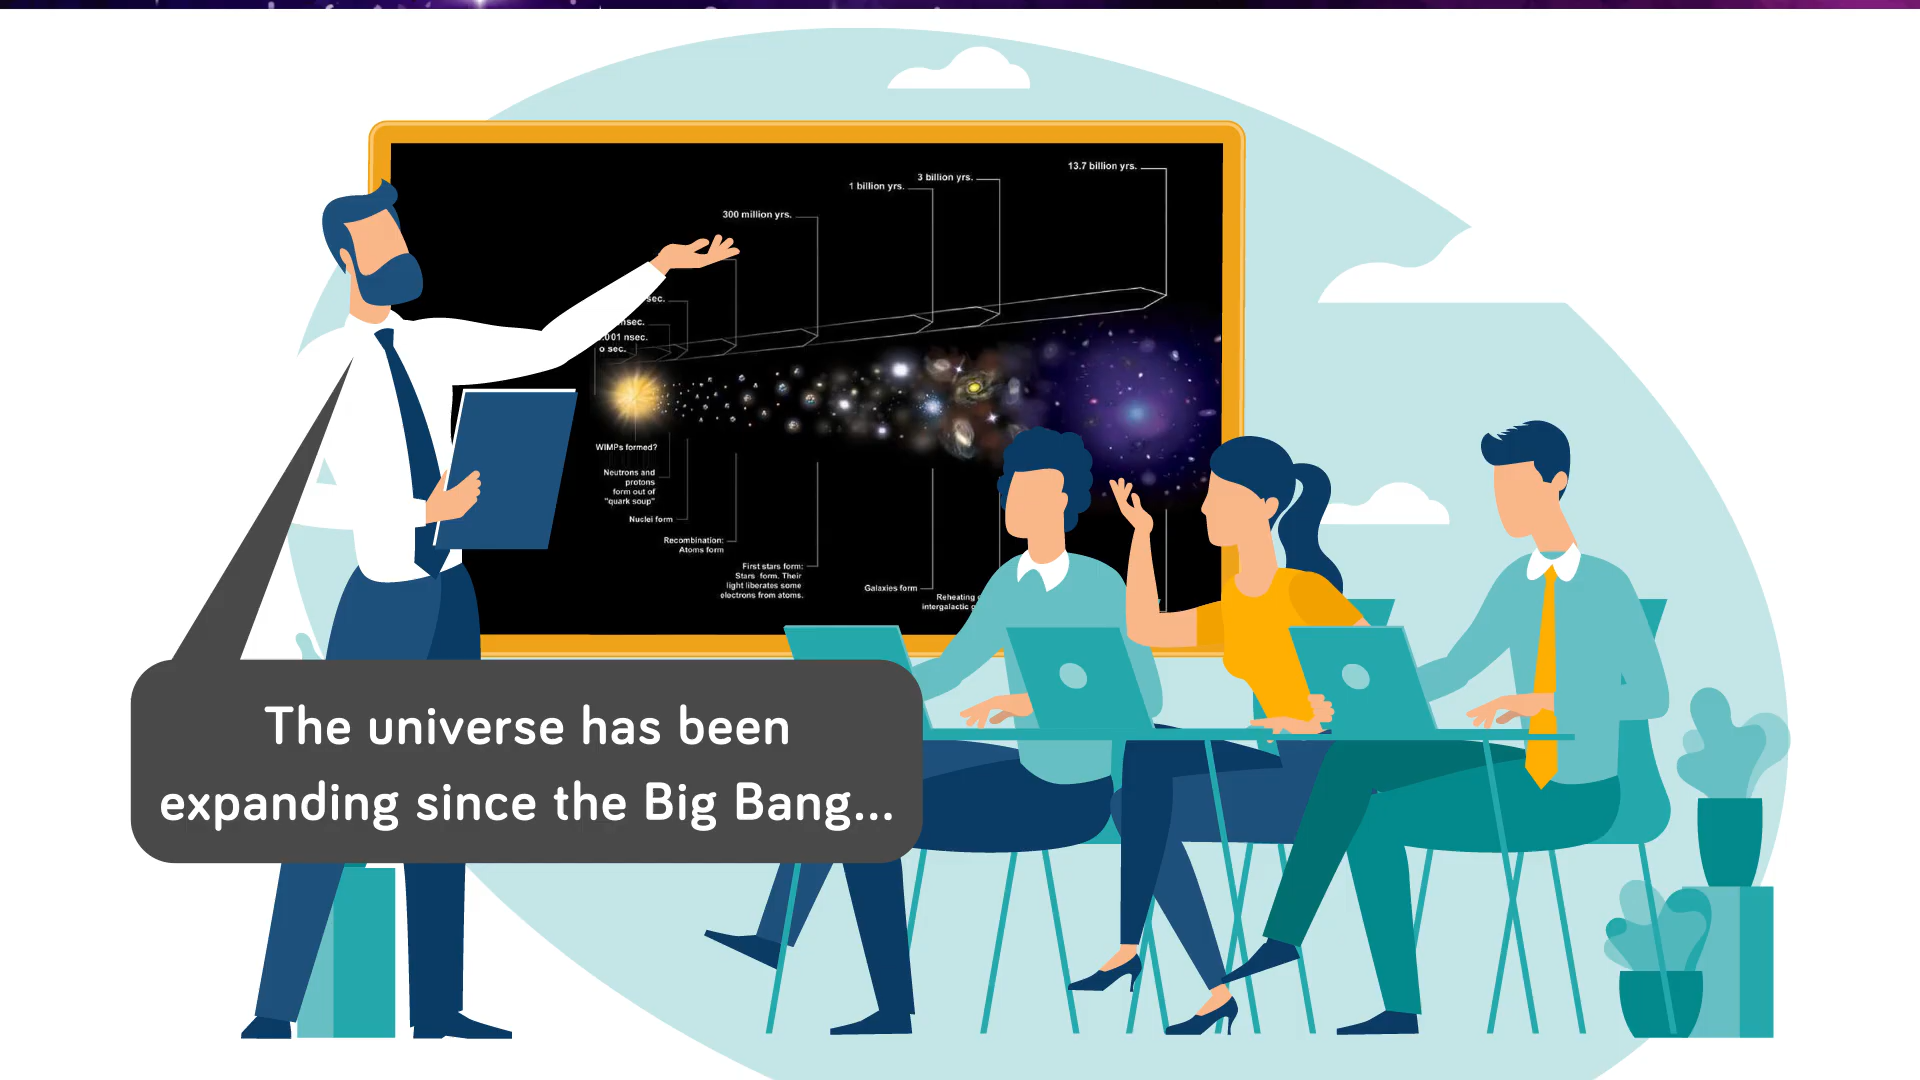 13.7 billion yrs.
3 billion yrs.
1 billion yrs.
300 million yrs.
sec.
nsec.
.001 nsec.
o sec.
WIMPs formed?
Neutrons and
protons
form out of
"quark soup"
Nuclei form
Recombination:
Atoms form
First stars form:
Stars form. Their
light liberates some
electrons from atoms.
Galaxies form
Reheating
intergalactic
The universe has been
expanding since the Big Bang...